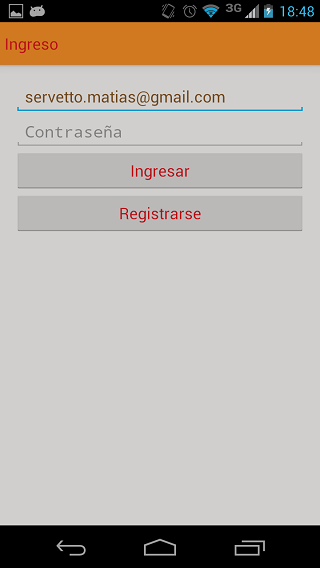 3G 18:48
Ingreso
servetto.matias@gmail.com
Contraseña
Ingresar
Registrarse